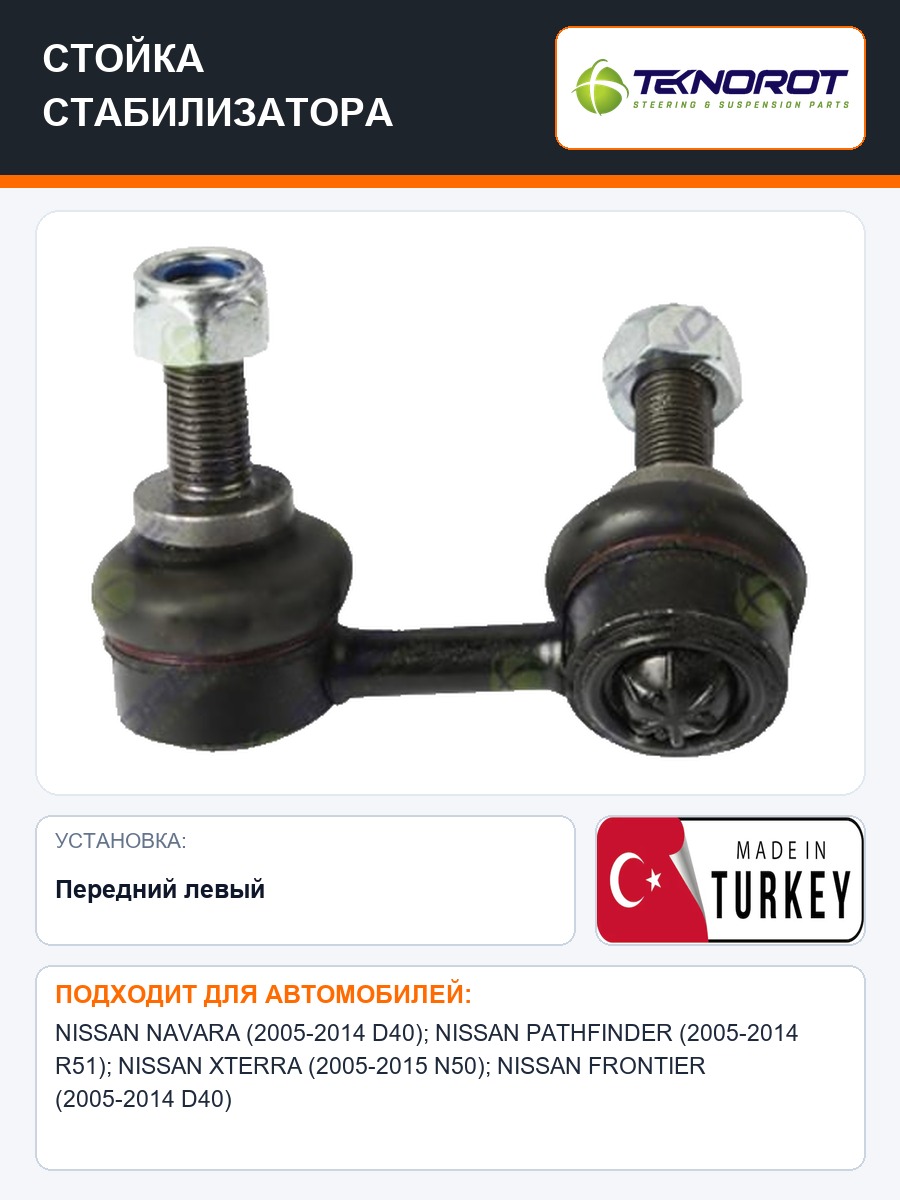 СТОЙКА
СТАБИЛИЗАТОРА
TEKNOROT
STEERING & SUSPENSION PARTS
УСТАНОВКА:
Передний левый
MADE IN
TURKEY
ПОДХОДИТ ДЛЯ АВТОМОБИЛЕЙ:
NISSAN NAVARA (2005-2014 D40); NISSAN PATHFINDER (2005-2014
R51); NISSAN XTERRA (2005-2015 N50); NISSAN FRONTIER
(2005-2014 D40)